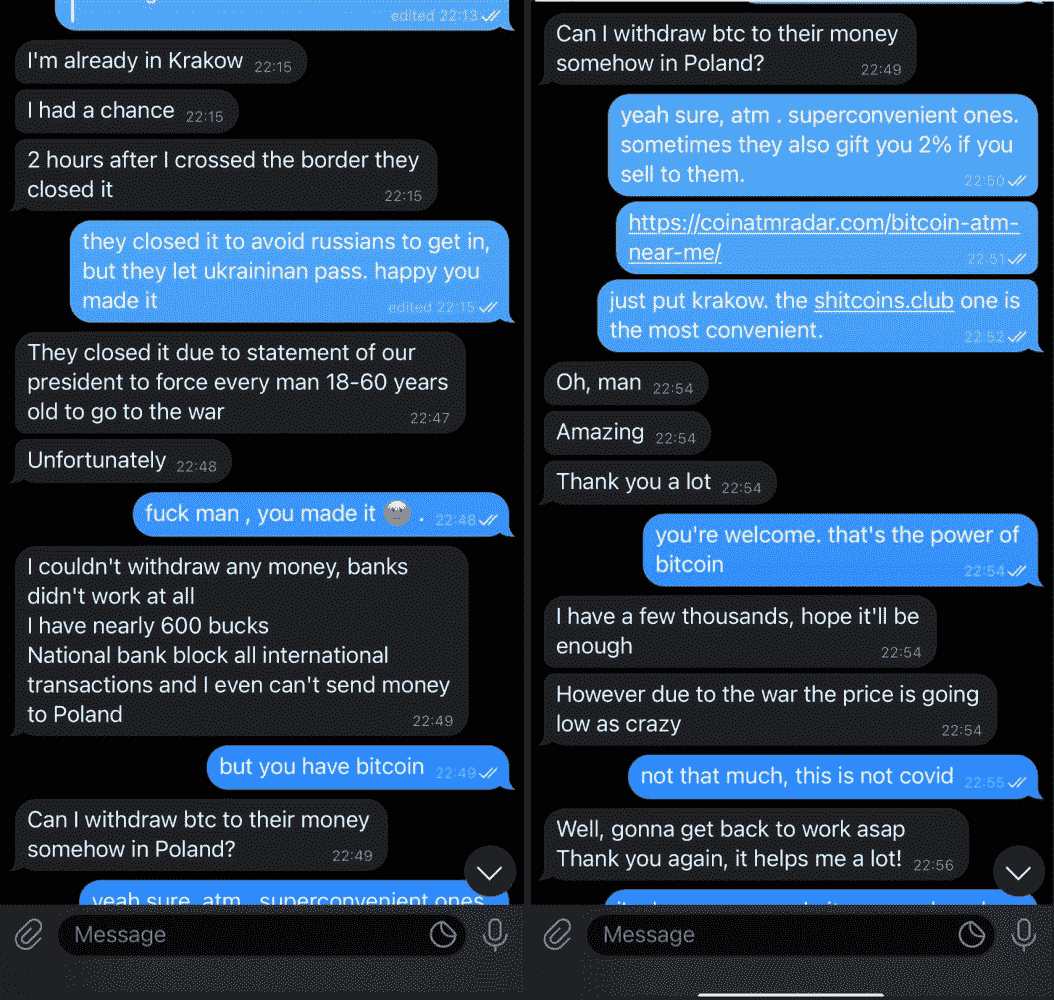 edited 22:13
I'm already in Krakow 22:15
I had a chance 22:15
2 hours after I crossed the border they
closed it 22:15
they closed it to avoid russians to get in,
but they let ukraininan pass. happy you
made it edited 22:15
They closed it due to statement of our
president to force every man 18-60 years
old to go to the war 22:47
Unfortunately 22:48
fuck man , you made it . 22:48
I couldn't withdraw any money, banks
didn't work at all
I have nearly 600 bucks
National bank block all international
transactions and I even can't send money
to Poland 22:49
but you have bitcoin 22:49
Can I withdraw btc to their money
somehow in Poland? 22:49
yeah sure, atm . superconvenient ones.
Message
Can I withdraw btc to their money
somehow in Poland? 22:49
yeah sure, atm . superconvenient ones.
sometimes they also gift you 2% if you
sell to them. 22:50
https://coinatmradar.com/bitcoin-atm-
near-me/ 22:51
just put krakow. the shitcoins.club one is
the most convenient. 22:52
Oh, man 22:54
Amazing 22:54
Thank you a lot 22:54
you're welcome. that's the power of
bitcoin 22:54
I have a few thousands, hope it'll be
enough 22:54
However due to the war the price is going
low as crazy 22:54
not that much, this is not covid 22:55
Well, gonna get back to work asap
Thank you again, it helps me a lot! 22:56
Message